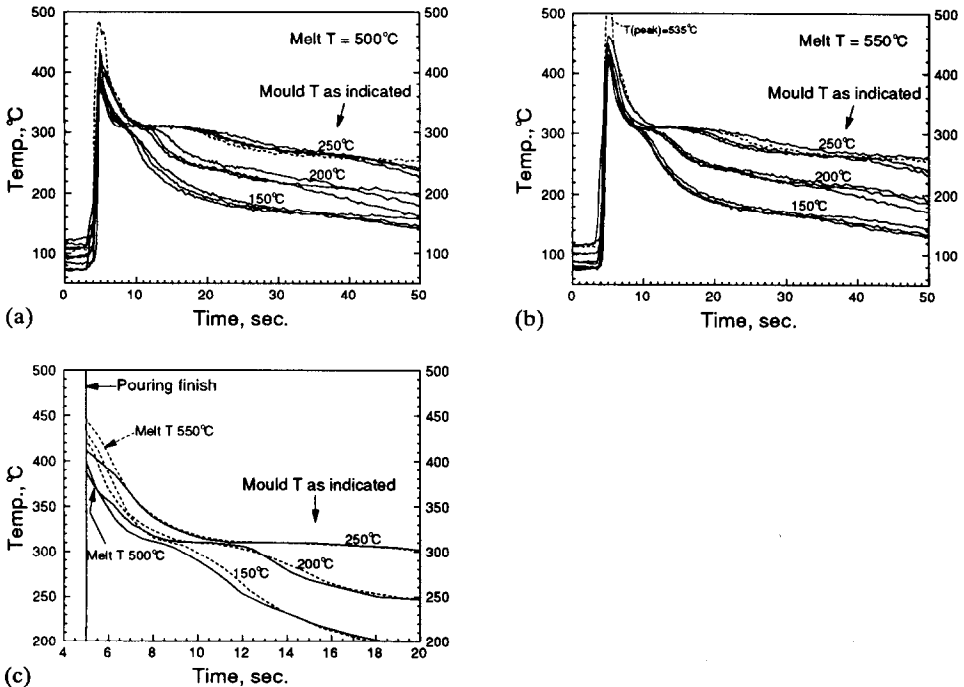 500
400
300
200
100
Temp.,°C
500
400
300
200
100
Melt T = 500°C
Mould T as indicated
250°C
200°C
150°C
0
10
20
30
40
50
Time, sec.
(a)
500
400
300
200
100
Temp.,°C
500
400
300
200
100
T(peak)=535°C
Melt T = 550°C
Mould T as indicated
250°C
200°C
150°C
0
10
20
30
40
50
Time, sec.
(b)
500
450
400
350
300
250
200
Temp.,°C
500
450
400
350
300
250
200
Pouring finish
Melt T 550°C
Mould T as indicated
Melt T 500°C
250°C
200°C
150°C
4
6
8
10
12
14
16
18
20
Time, sec.
(c)